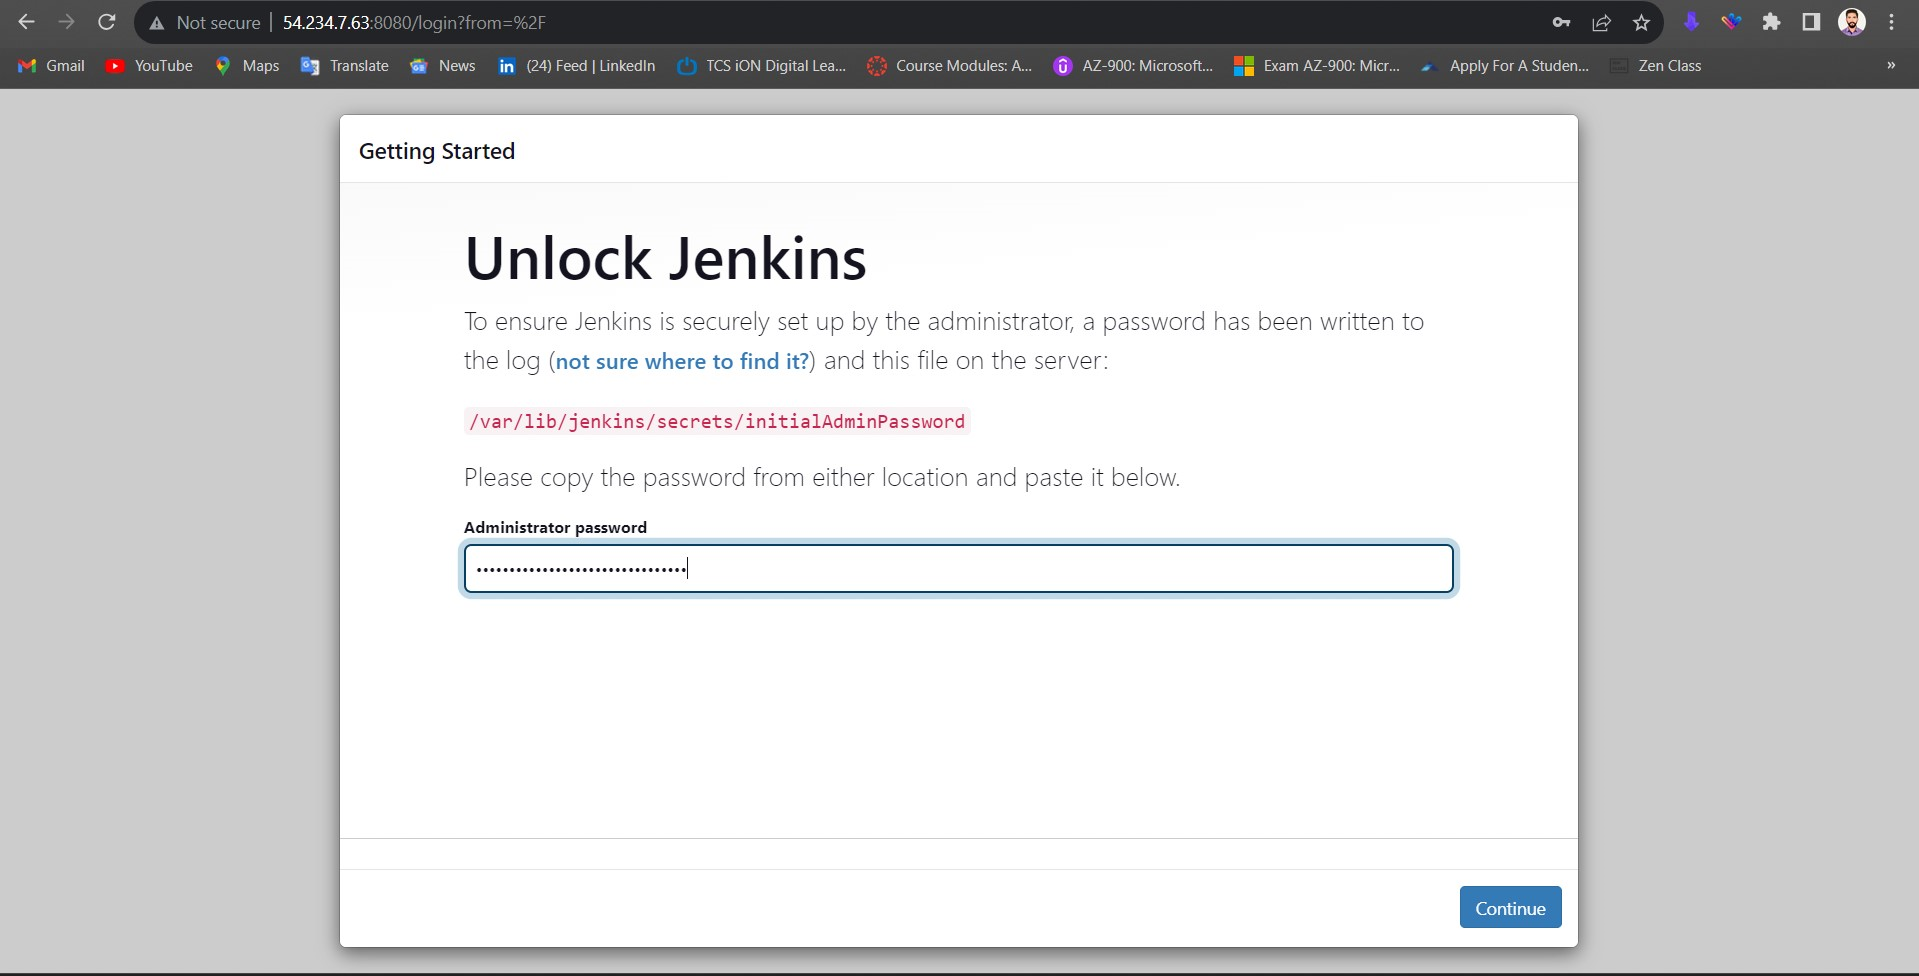 Not secure | 54.234.7.63:8080/login?from=%2F
Gmail YouTube Maps Translate News (24) Feed | LinkedIn TCS iON Digital Lea... Course Modules: A... AZ-900: Microsoft... Exam AZ-900: Micr... Apply For A Studen... Zen Class »
Getting Started
Unlock Jenkins
To ensure Jenkins is securely set up by the administrator, a password has been written to
the log (not sure where to find it?) and this file on the server:
/var/lib/jenkins/secrets/initialAdminPassword
Please copy the password from either location and paste it below.
Administrator password
••••••••••••••••••••••••••••••••
Continue